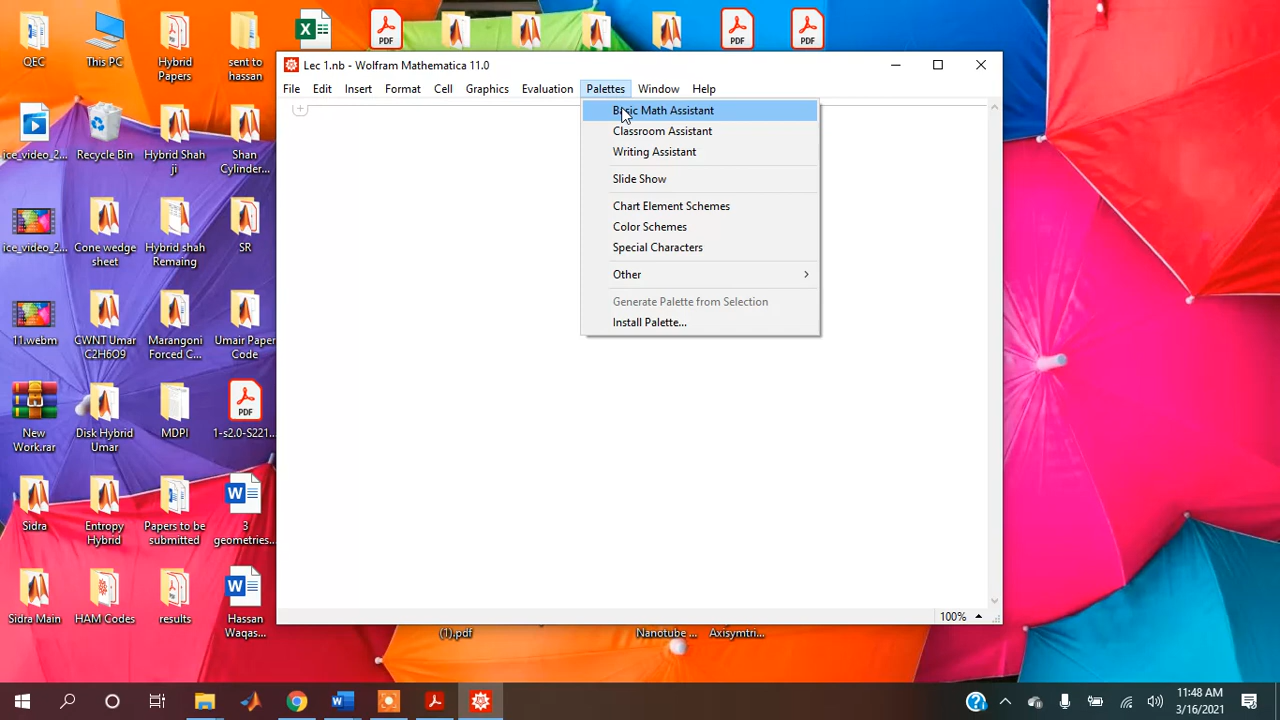 QEC
This PC
Hybrid
Papers
sent to
hassan
PDF
PDF
PDF
Lec 1.nb - Wolfram Mathematica 11.0
File Edit Insert Format Cell Graphics Evaluation Palettes Window Help
Basic Math Assistant
Classroom Assistant
Writing Assistant
Slide Show
Chart Element Schemes
Color Schemes
Special Characters
Other
Generate Palette from Selection
Install Palette...
ice_video_2...
Recycle Bin
Hybrid Shah
ji
Shan
Cylinder...
ice_video_2...
Cone wedge
sheet
Hybrid shah
Remaing
SR
11.webm
CWNT Umar
C2H6O9
Marangoni
Forced C...
Umair Paper
Code
New
Work.rar
Disk Hybrid
Umar
MDPI
PDF
1-s2.0-S221...
Sidra
Entropy
Hybrid
Papers to be
submitted
3
geometries...
Sidra Main
HAM Codes
results
Hassan
Waqas...
100%
(1).pdf
Nanotube ...
Axisymtri...
11:48 AM
3/16/2021